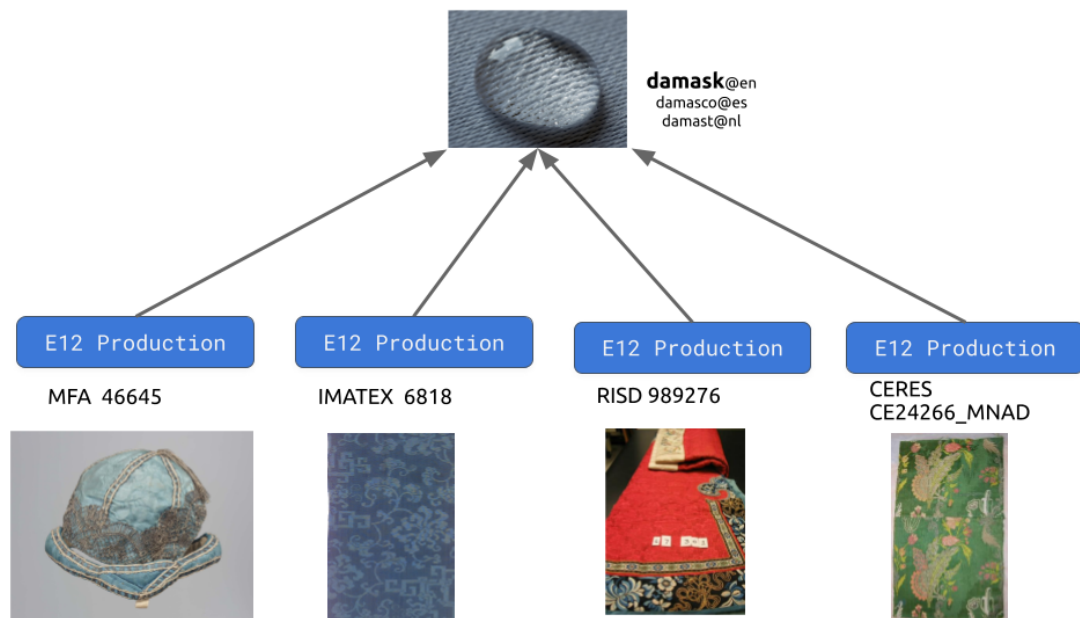 damask@en
damasco@es
damast@nl
E12 Production
E12 Production
E12 Production
E12 Production
MFA 46645
IMATEX 6818
RISD 989276
CERES
CE24266_MNAD